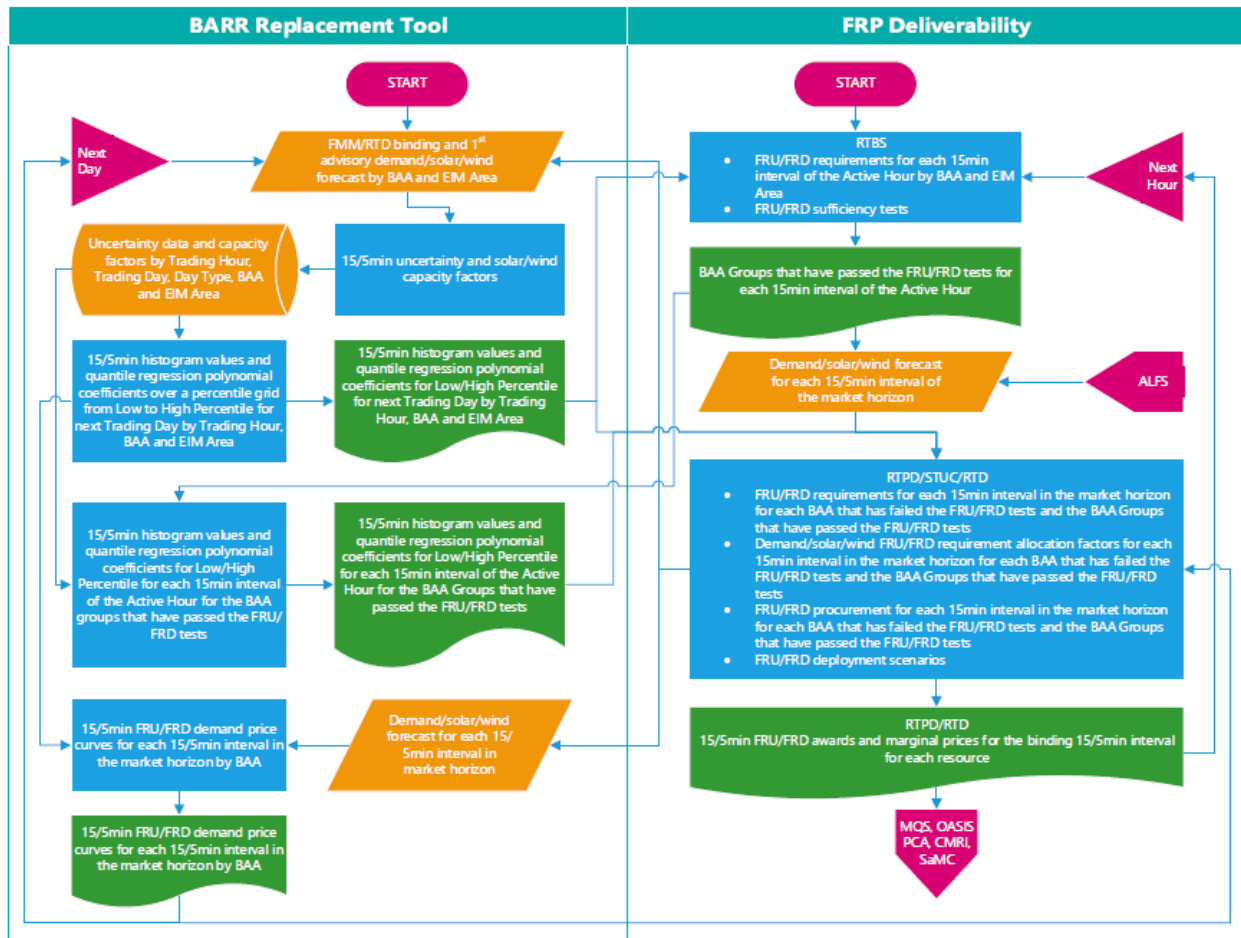 BARR Replacement Tool
START
Next
Day
FMM/RTD binding and 1st
advisory demand/solar/wind
forecast by BAA and EIM Area
Uncertainty data and capacity
factors by Trading Hour,
Trading Day, Day Type, BAA
and EIM Area
15/5min uncertainty and solar/wind
capacity factors
15/5min histogram values and
quantile regression polynomial
coefficients over a percentile grid
from Low to High Percentile for
next Trading Day by Trading Hour,
BAA and EIM Area
15/5min histogram values and
quantile regression polynomial
coefficients for Low/High Percentile
for next Trading Day by Trading
Hour, BAA and EIM Area
15/5min histogram values and
quantile regression polynomial
coefficients for Low/High
Percentile for each 15min interval
of the Active Hour for the BAA
groups that have passed the FRU/
FRD tests
15/5min histogram values and
quantile regression polynomial
coefficients for Low/High Percentile
for each 15min interval of the Active
Hour for the BAA Groups that have
passed the FRU/FRD tests
15/5min FRU/FRD demand price
curves for each 15/5min interval in
the market horizon by BAA
Demand/solar/wind
forecast for each 15/
5min interval in
market horizon
15/5min FRU/FRD demand price
curves for each 15/5min interval in
the market horizon by BAA
FRP Deliverability
START
RTBS
• FRU/FRD requirements for each 15min
interval of the Active Hour by BAA and EIM
Area
• FRU/FRD sufficiency tests
Next
Hour
BAA Groups that have passed the FRU/FRD tests for
each 15min interval of the Active Hour
Demand/solar/wind forecast
for each 15/5min interval of
the market horizon
ALFS
RTPD/STUC/RTD
• FRU/FRD requirements for each 15min interval in the market horizon
for each BAA that has failed the FRU/FRD tests and the BAA Groups
that have passed the FRU/FRD tests
• Demand/solar/wind FRU/FRD requirement allocation factors for each
15min interval in the market horizon for each BAA that has failed the
FRU/FRD tests and the BAA Groups that have passed the FRU/FRD
tests
• FRU/FRD procurement for each 15min interval in the market horizon
for each BAA that has failed the FRU/FRD tests and the BAA Groups
that have passed the FRU/FRD tests
• FRU/FRD deployment scenarios
RTPD/RTD
15/5min FRU/FRD awards and marginal prices for the binding 15/5min interval
for each resource
MQS, OASIS
PCA, CMRI,
SaMC